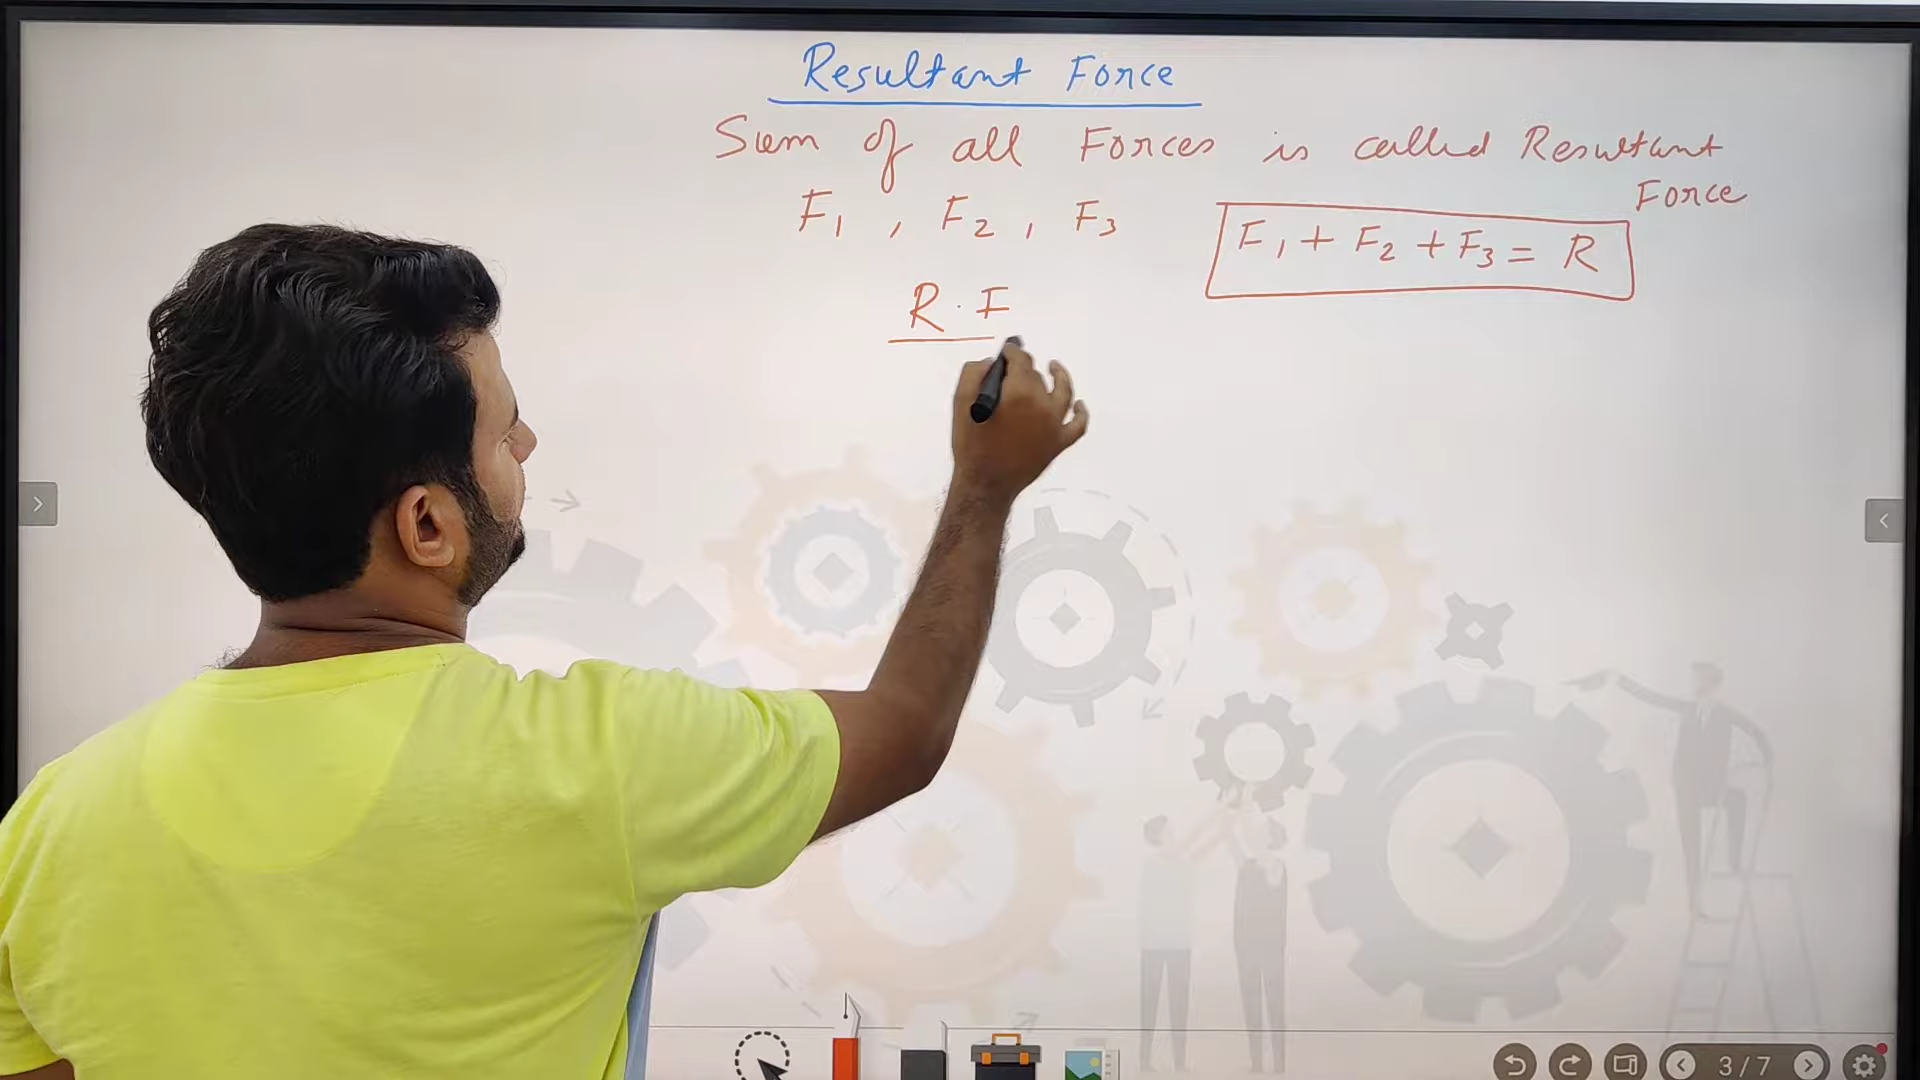 Resultant Force
Sum of all Forces is called Resultant
Force
F1 , F2 , F3
F1 + F2 + F3 = R
R. F
3/7